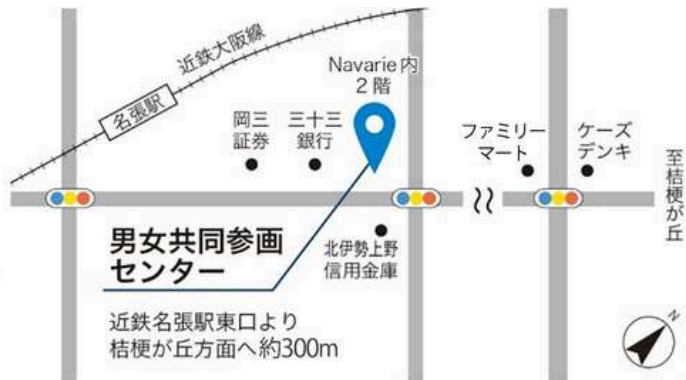 近鉄大阪線
名張駅
Navarie内
2階
岡三
証券
三十三
銀行
ファミリー
マート
ケーズ
デンキ
至桔梗が丘
男女共同参画
センター
北伊勢上野
信用金庫
近鉄名張駅東口より
桔梗が丘方面へ約300m
N